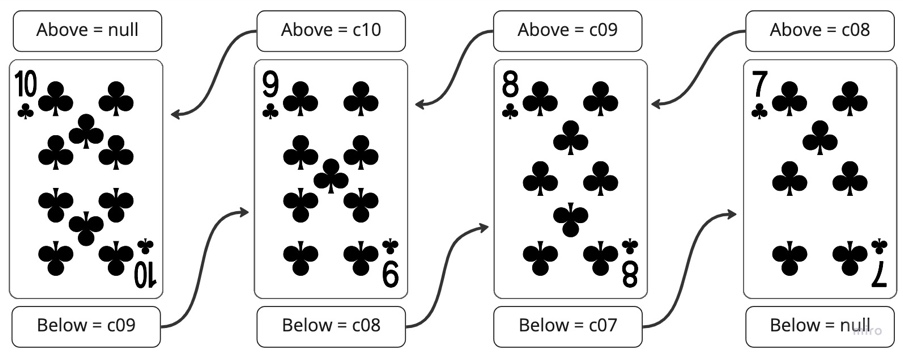 Above = null
Above = c10
Above = c09
Above = c08
10
9
8
7
10
9
8
7
Below = c09
Below = c08
Below = c07
Below = null
miro